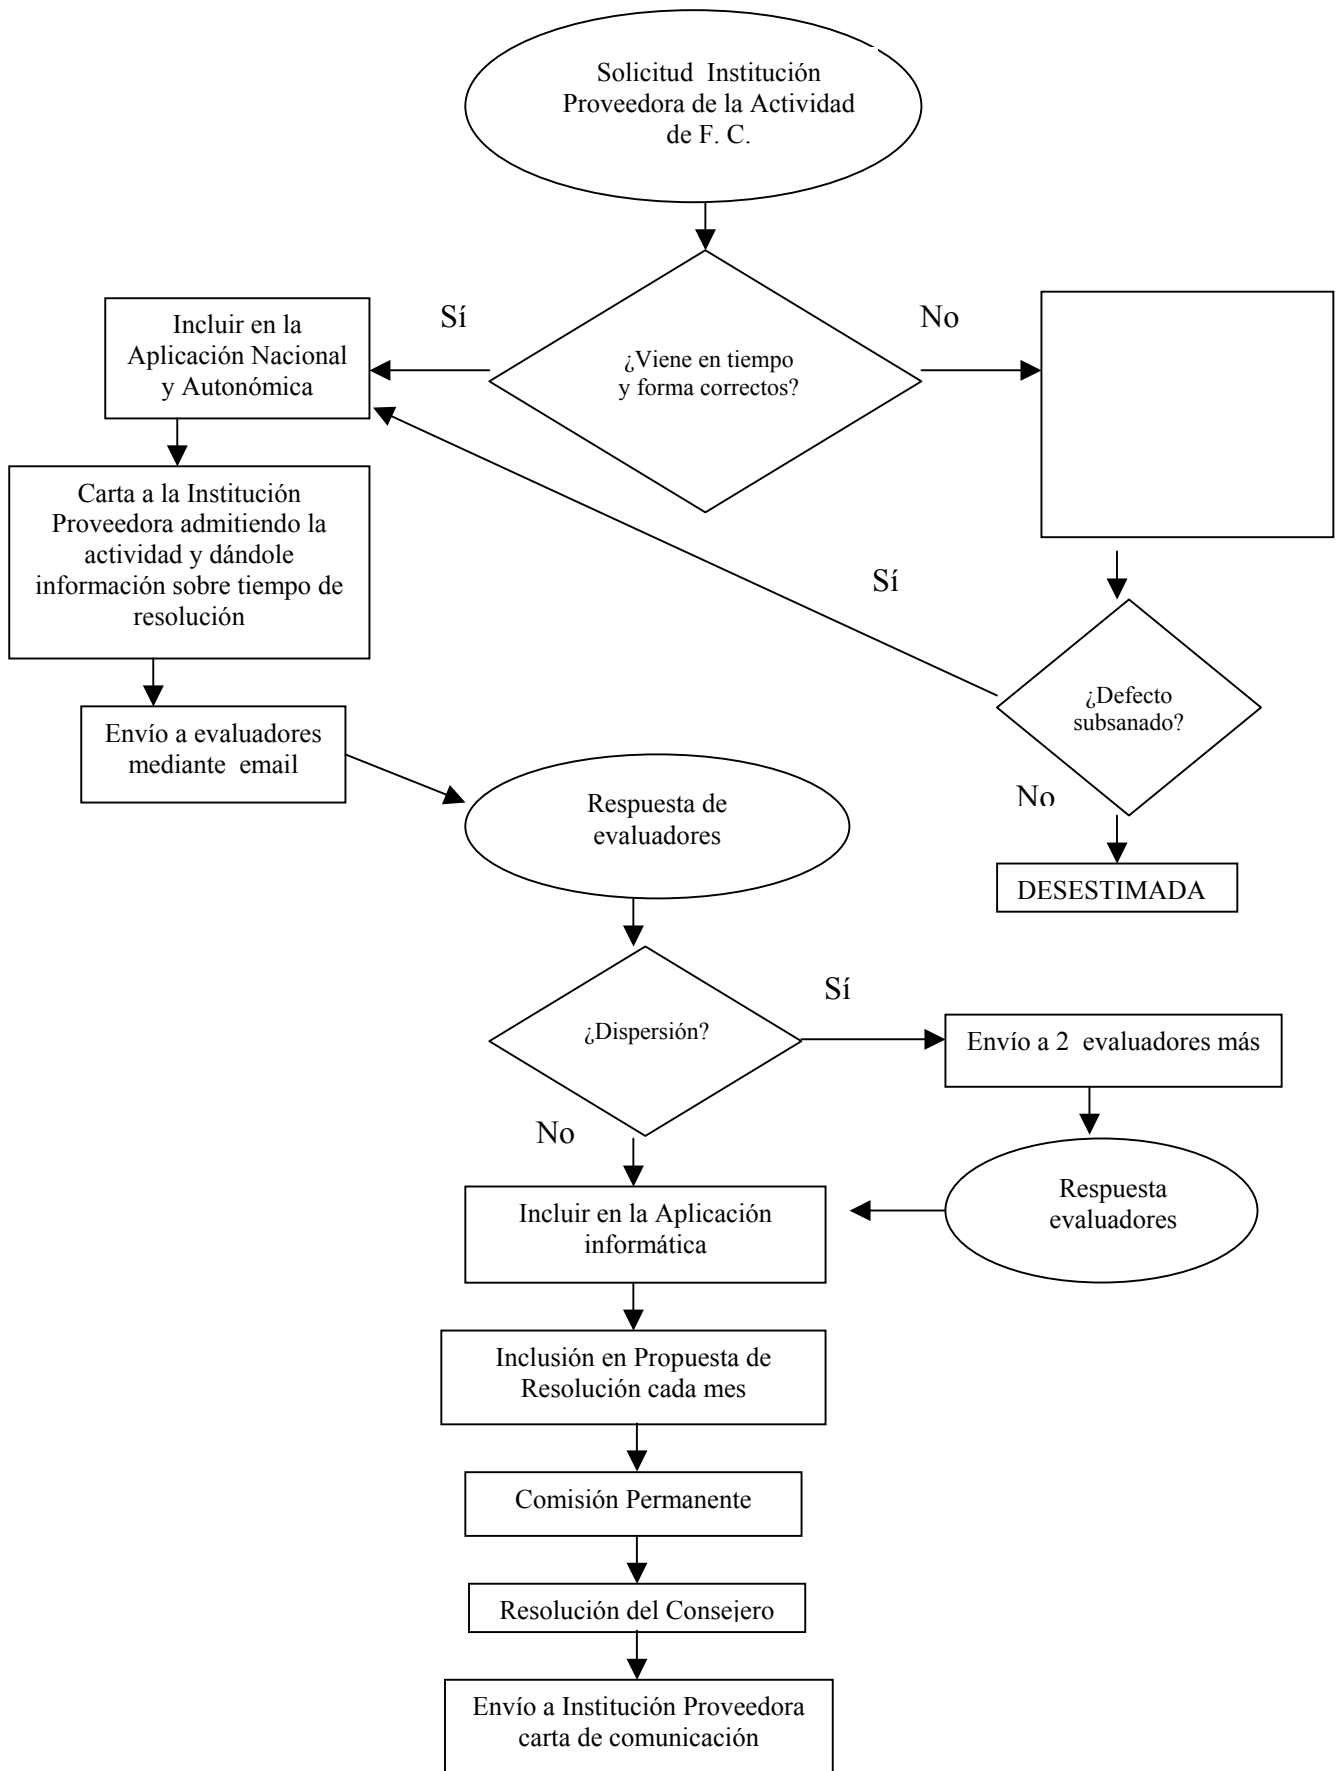 Solicitud Institución
Proveedora de la Actividad
de F. C.
Sí
No
Incluir en la
Aplicación Nacional
y Autonómica
¿Viene en tiempo
y forma correctos?
Carta a la Institución
Proveedora admitiendo la
actividad y dándole
información sobre tiempo de
resolución
Sí
¿Defecto
subsanado?
No
DESESTIMADA
Envío a evaluadores
mediante email
Respuesta de
evaluadores
¿Dispersión?
Sí
Envío a 2 evaluadores más
No
Respuesta
evaluadores
Incluir en la Aplicación
informática
Inclusión en Propuesta de
Resolución cada mes
Comisión Permanente
Resolución del Consejero
Envío a Institución Proveedora
carta de comunicación